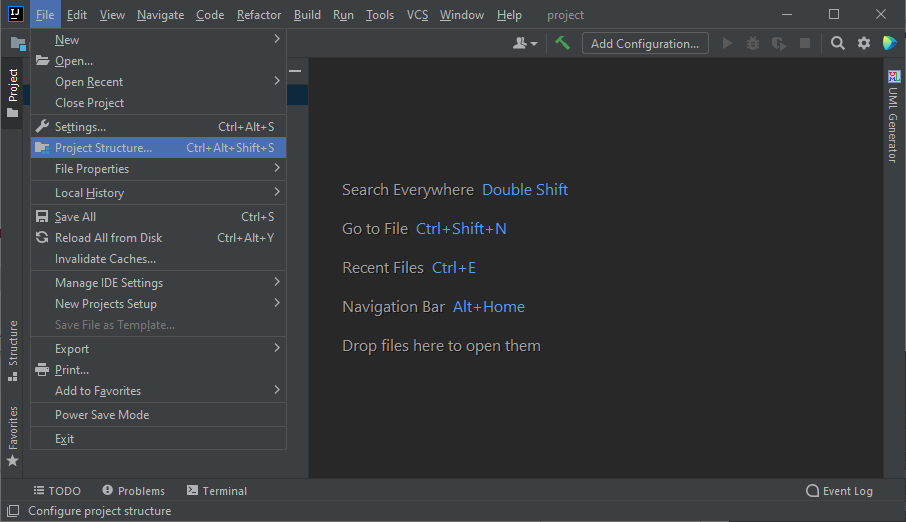 IJ File Edit View Navigate Code Refactor Build Run Tools VCS Window Help project
Add Configuration...
New
Open...
Open Recent
Close Project
Settings... Ctrl+Alt+S
Project Structure... Ctrl+Alt+Shift+S
File Properties
Local History
Save All Ctrl+S
Reload All from Disk Ctrl+Alt+Y
Invalidate Caches...
Manage IDE Settings
New Projects Setup
Save File as Template...
Export
Print...
Add to Favorites
Power Save Mode
Exit
Project
Structure
Favorites
Search Everywhere Double Shift
Go to File Ctrl+Shift+N
Recent Files Ctrl+E
Navigation Bar Alt+Home
Drop files here to open them
UML Generator
TODO Problems Terminal Event Log
Configure project structure